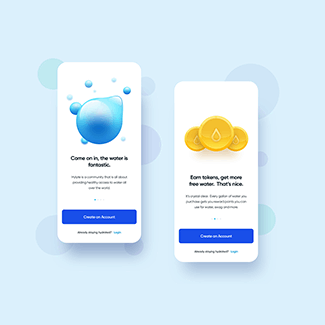 Come on in, the water is
fantastic.
is a community that is all about
providing healthy access to water all
over the world.
Create an Account
Already staying hydrated? Login
Earn tokens, get more
free water. That's nice.
It's crystal clear. Every gallon of water you
purchase gets you reward points you can
use for water, swag and more.
Create an Account
Already staying hydrated? Login